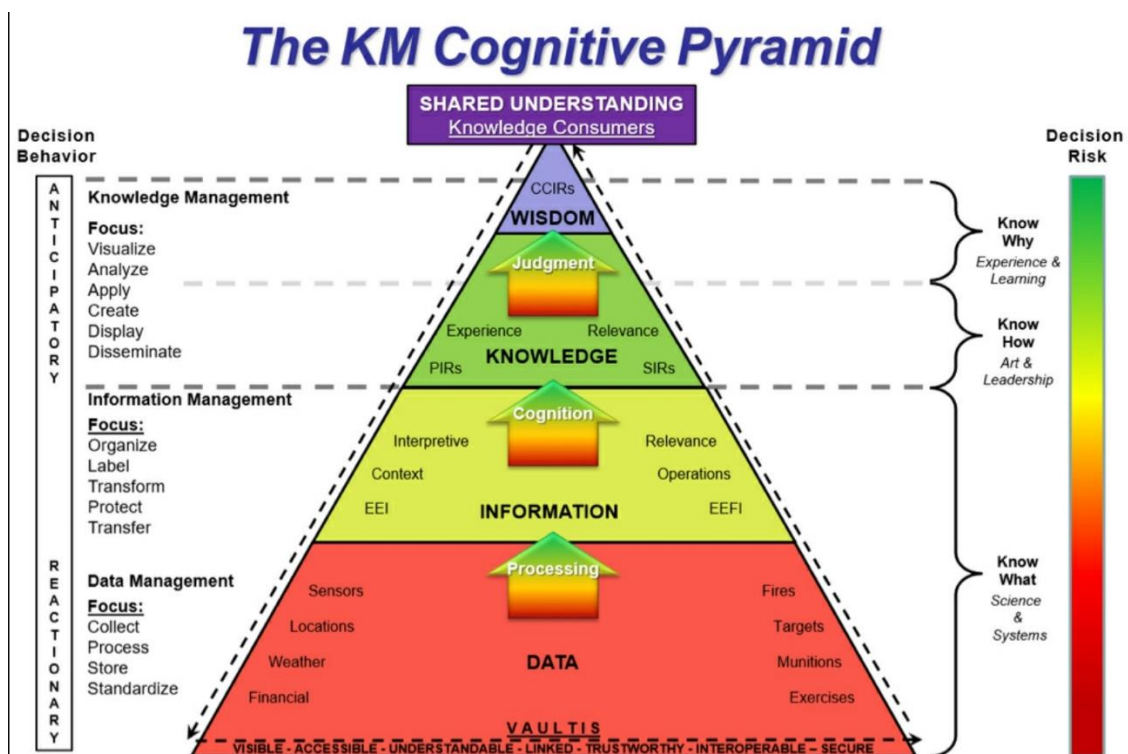 The KM Cognitive Pyramid
SHARED UNDERSTANDING
Knowledge Consumers
Decision
Behavior
Decision
Risk
ANTICIPATORY
REACTIONARY
Knowledge Management
Focus:
Visualize
Analyze
Apply
Create
Display
Disseminate
Information Management
Focus:
Organize
Label
Transform
Protect
Transfer
Data Management
Focus:
Collect
Process
Store
Standardize
CCIRs
WISDOM
Judgment
Experience
Relevance
KNOWLEDGE
PIRs
SIRs
Cognition
Interpretive
Relevance
Context
Operations
EEI
INFORMATION
EEFI
Processing
Sensors
Fires
Locations
Targets
Weather
DATA
Munitions
Financial
Exercises
VAULTIS
VISIBLE - ACCESSIBLE - UNDERSTANDABLE - LINKED - TRUSTWORTHY - INTEROPERABLE – SECURE
Know
Why
Experience &
Learning
Know
How
Art &
Leadership
Know
What
Science
&
Systems